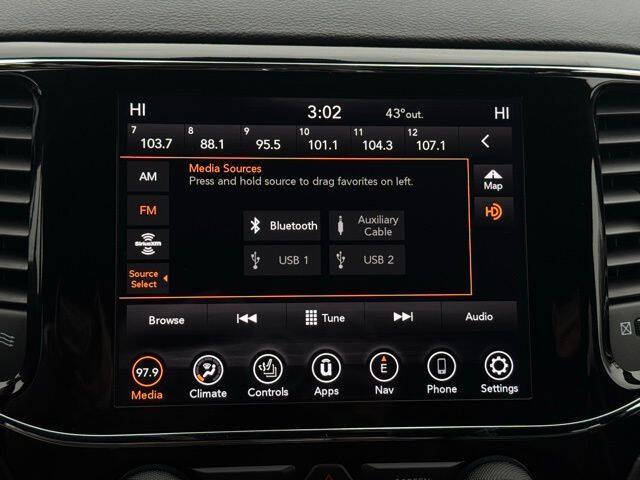 HI 3:02 43°out. HI
7 8 9 10 11 12
103.7 88.1 95.5 101.1 104.3 107.1
Media Sources
Press and hold source to drag favorites on left.
AM
Map
FM
HD
Bluetooth
Auxiliary
Cable
SiriusXM
USB 1 USB 2
Source
Select
Browse Tune Audio
97.9 ü E
Media Climate Controls Apps Nav Phone Settings